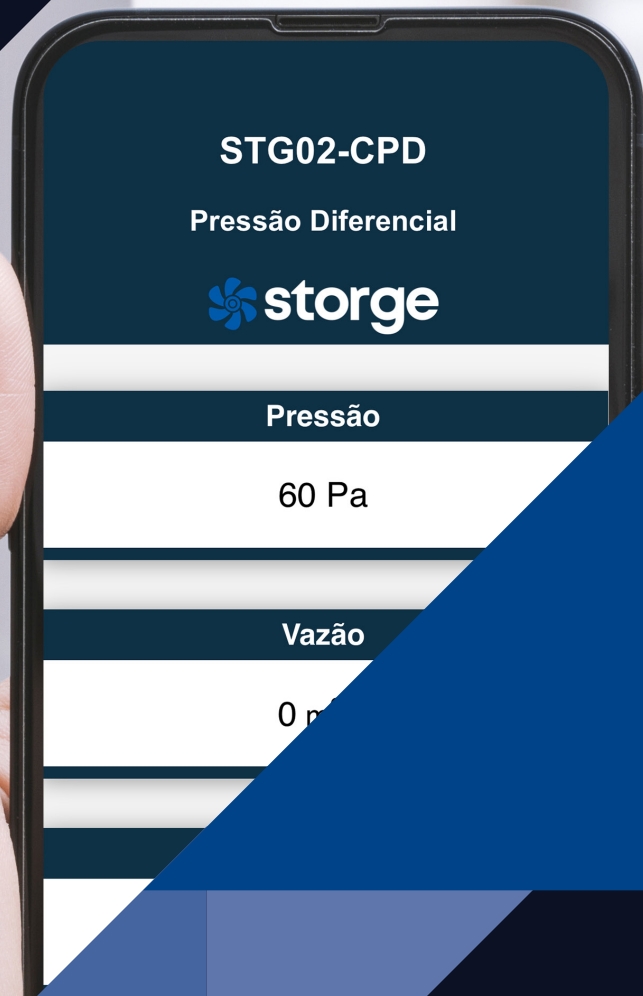 STG02-CPD
Pressão Diferencial
storge
Pressão
60 Pa
Vazão
0